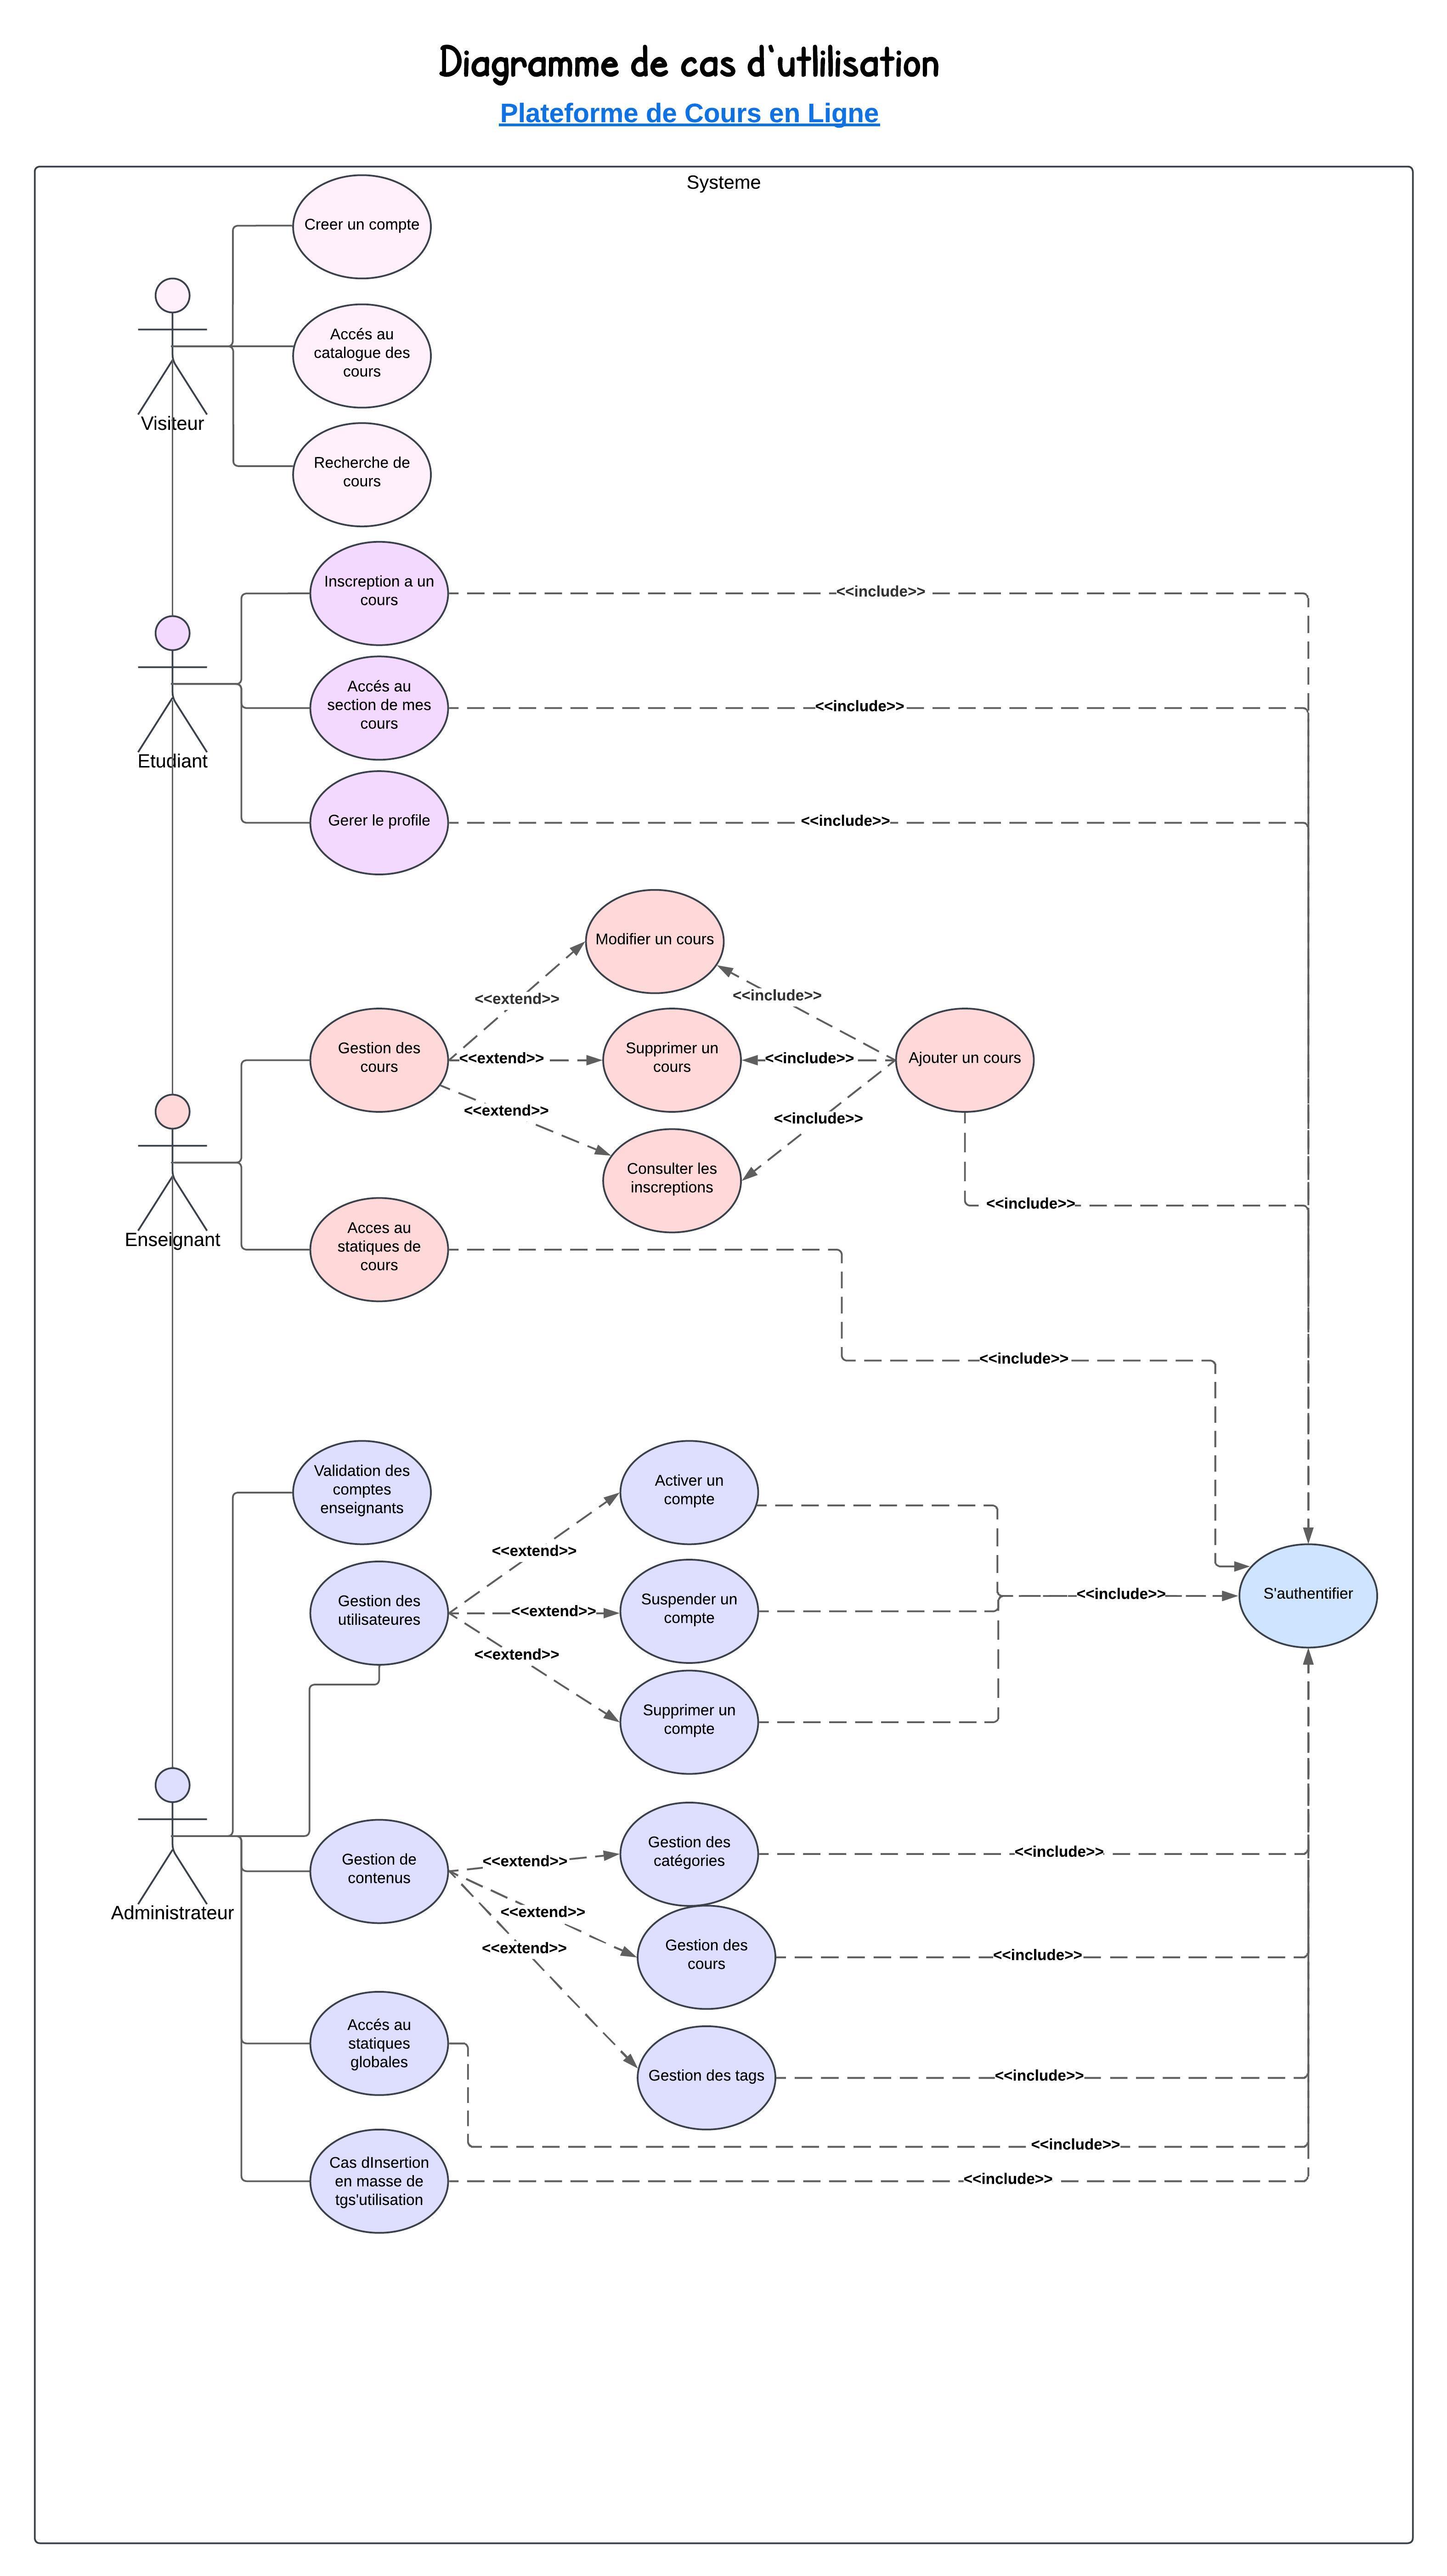 Diagramme de cas d'utlilisation
Plateforme de Cours en Ligne
Systeme
Creer un compte
Accés au
catalogue des
cours
Visiteur
Recherche de
cours
Inscreption a un
cours
<<include>>
Accés au
section de mes
cours
<<include>>
Etudiant
Gerer le profile
<<include>>
Modifier un cours
<<extend>>
<<include>>
Gestion des
cours
<<extend>>
Supprimer un
cours
<<include>>
Ajouter un cours
<<extend>>
<<include>>
Consulter les
inscreptions
<<include>>
Enseignant
Acces au
statiques de
cours
<<include>>
Validation des
comptes
enseignants
Activer un
compte
<<extend>>
Gestion des
utilisateures
<<extend>>
Suspender un
compte
<<include>>
S'authentifier
<<extend>>
Supprimer un
compte
Administrateur
Gestion de
contenus
<<extend>>
Gestion des
catégories
<<include>>
<<extend>>
<<extend>>
Gestion des
cours
<<include>>
Accés au
statiques
globales
Gestion des tags
<<include>>
<<include>>
Cas dInsertion
en masse de
tgs'utilisation
<<include>>